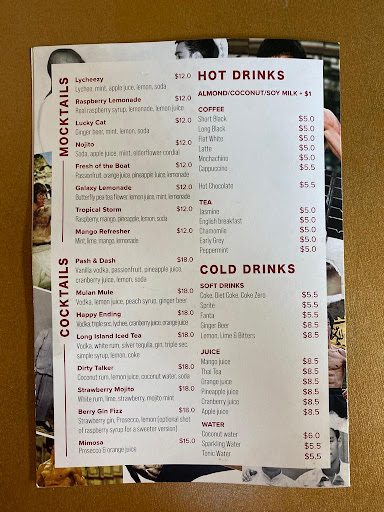 MOCKTAILS
Lycheezy $12.0
Lychee, mint, apple juice, lemon, soda
Raspberry Lemonade $12.0
Real raspberry syrup, lemonade, lemon juice
Lucky Cat $12.0
Ginger beer, mint, lemon, soda
Nojito $12.0
Soda, apple juice, mint, elderflower cordial
Fresh of the Boat $12.0
Passionfruit, orange juice, pineapple juice, lemonade
Galaxy Lemonade $12.0
Butterfly pea tea flower, lemon juice, mint, lemonade
Tropical Storm $12.0
Raspberry, mango, pineapple, lemon, soda
Mango Refresher $12.0
Mint, lime, mango, lemonade
COCKTAILS
Pash & Dash $18.0
Vanilla vodka, passionfruit, pineapple juice,
cranberry juice, lemon, soda
Mulan Mule $18.0
Vodka, lemon juice, peach syrup, ginger beer
Happy Ending $18.0
Vodka, triple sec, lychee, cranberry juice, orange juice
Long Island Iced Tea $18.0
Vodka, white rum, silver tequila, gin, triple sec,
simple syrup, lemon, coke
Dirty Talker $18.0
Coconut rum, lemon juice, coconut water, soda
Strawberry Mojito $18.0
White rum, lime, strawberry, mojito mint
Berry Gin Fizz $18.0
Strawberry gin, Prosecco, lemon (optional shot
of raspberry syrup for a sweeter version)
Mimosa $15.0
Prosecco & orange juice
HOT DRINKS
ALMOND/COCONUT/SOY MILK + $1
COFFEE
Short Black $5.0
Long Black $5.0
Flat White $5.0
Latte $5.0
Mochachino $5.0
Cappuccino $5.5
Hot Chocolate $5.5
TEA
Jasmine $5.0
English breakfast $5.0
Chamomile $5.0
Early Grey $5.0
Peppermint $5.0
COLD DRINKS
SOFT DRINKS
Coke, Diet Coke, Coke Zero $5.5
Sprite $5.5
Fanta $5.5
Ginger Beer $5.5
Lemon, Lime & Bitters $8.5
JUICE
Mango juice $8.5
Thai Tea $8.5
Orange juice $8.5
Pineapple juice $8.5
Cranberry juice $8.5
Apple juice $8.5
WATER
Coconut water $6.0
Sparkling Water $5.5
Tonic Water $5.5